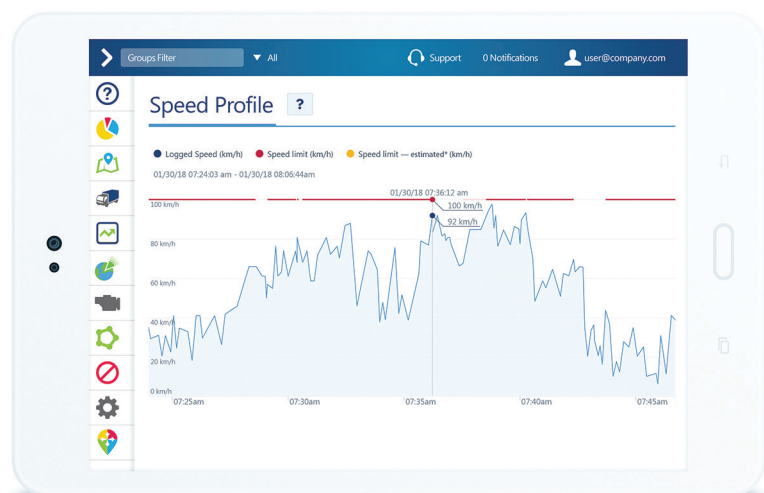 Groups Filter ▼ All Support 0 Notifications user@company.com
?
Speed Profile ?
Logged Speed (km/h) Speed limit (km/h) Speed limit — estimated* (km/h)
01/30/18 07:24:03 am - 01/30/18 08:06:44am
01/30/18 07:36:12 am
100 km/h
100 km/h
92 km/h
80 km/h
60 km/h
40 km/h
20 km/h
0 km/h
07:25am 07:30am 07:35am 07:40am 07:45am